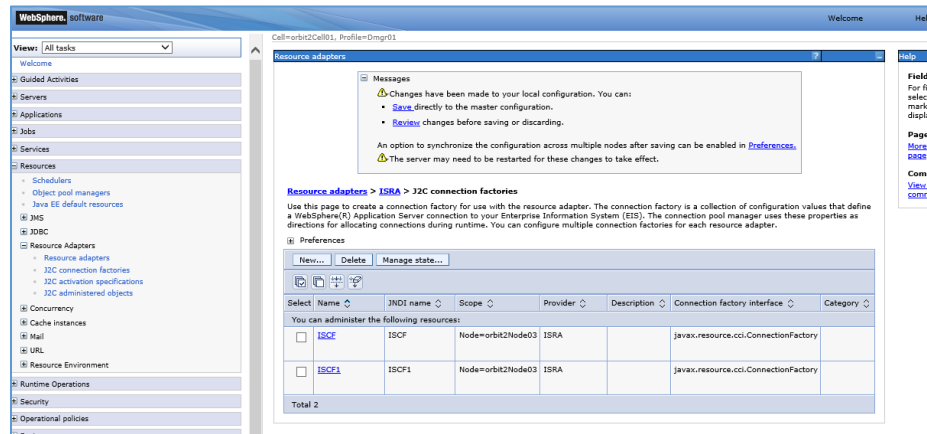 WebSphere. software
Welcome
Cell=orbit2Cell01, Profile=Dmgr01
View: All tasks
Welcome
Guided Activities
Servers
Applications
Jobs
Services
Resources
Schedulers
Object pool managers
Java EE default resources
JMS
JDBC
Resource Adapters
Resource adapters
J2C connection factories
J2C activation specifications
J2C administered objects
Concurrency
Cache instances
Mail
URL
Resource Environment
Runtime Operations
Security
Operational policies
Resource adapters ? -
Messages
Changes have been made to your local configuration. You can:
Save directly to the master configuration.
Review changes before saving or discarding.
An option to synchronize the configuration across multiple nodes after saving can be enabled in Preferences.
The server may need to be restarted for these changes to take effect.
Resource adapters > ISRA > J2C connection factories
Use this page to create a connection factory for use with the resource adapter. The connection factory is a collection of configuration values that define
a WebSphere(R) Application Server connection to your Enterprise Information System (EIS). The connection pool manager uses these properties as
directions for allocating connections during runtime. You can configure multiple connection factories for each resource adapter.
Preferences
New... Delete Manage state...
Select Name JNDI name Scope Provider Description Connection factory interface Category
You can administer the following resources:
ISCF ISCF Node=orbit2Node03 ISRA javax.resource.cci.ConnectionFactory
ISCF1 ISCF1 Node=orbit2Node03 ISRA javax.resource.cci.ConnectionFactory
Total 2
Help
Field
For fi
selec
mark
displa
Page
More
page
Com
View
comm